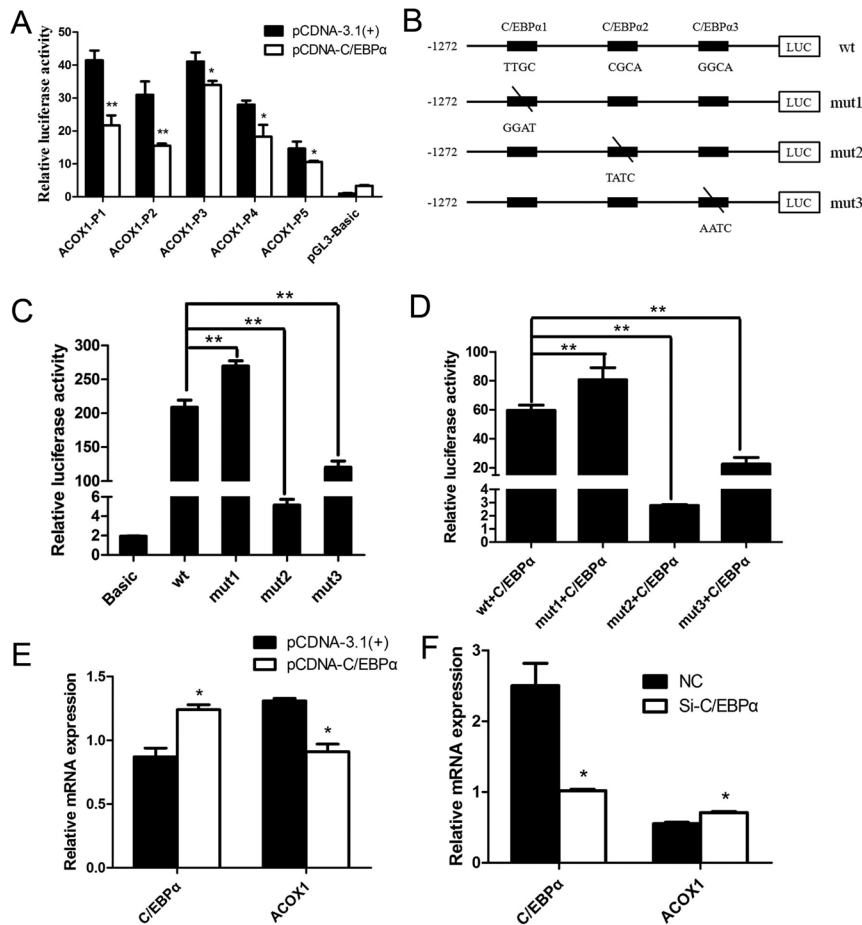 A
pCDNA-3.1(+)
pCDNA-C/EBPα
Relative luciferase activity
50
40
30
20
10
0
** ** * * *
ACOX1-P1 ACOX1-P2 ACOX1-P3 ACOX1-P4 ACOX1-P5 pGL3-Basic
B
C/EBPα1 C/EBPα2 C/EBPα3
-1272 LUC wt
TTGC CGCA GGCA
-1272 LUC mut1
GGAT
-1272 LUC mut2
TATC
-1272 LUC mut3
AATC
C
Relative luciferase activity
300
250
200
150
100
6
4
2
0
**
**
**
Basic wt mut1 mut2 mut3
D
Relative luciferase activity
100
80
60
40
20
4
3
2
1
0
**
**
**
wt+C/EBPα mut1+C/EBPα mut2+C/EBPα mut3+C/EBPα
E
pCDNA-3.1(+)
pCDNA-C/EBPα
Relative mRNA expression
1.5
1.0
0.5
0.0
* *
C/EBPα ACOX1
F
NC
Si-C/EBPα
Relative mRNA expression
3
2
1
0
* *
C/EBPα ACOX1